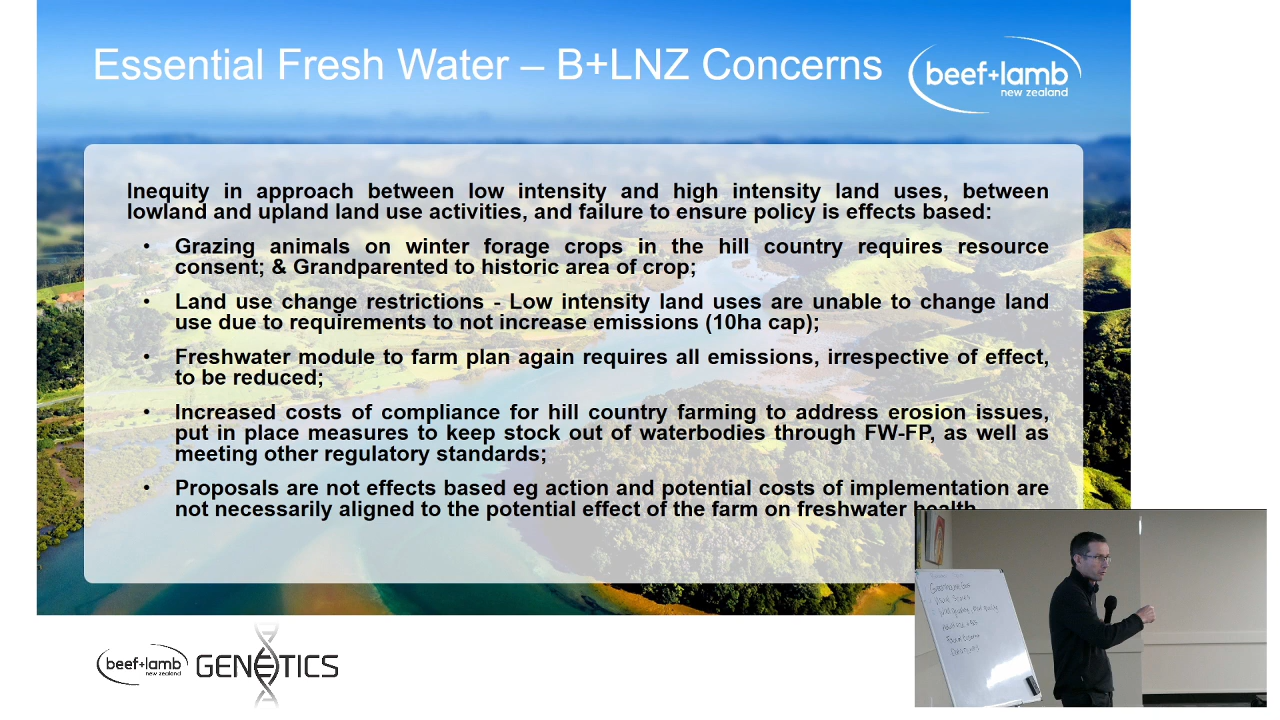 Essential Fresh Water – B+LNZ Concerns
beef+lamb
new zealand
Inequity in approach between low intensity and high intensity land uses, between
lowland and upland land use activities, and failure to ensure policy is effects based:
• Grazing animals on winter forage crops in the hill country requires resource
consent; & Grandparented to historic area of crop;
• Land use change restrictions - Low intensity land uses are unable to change land
use due to requirements to not increase emissions (10ha cap);
• Freshwater module to farm plan again requires all emissions, irrespective of effect,
to be reduced;
• Increased costs of compliance for hill country farming to address erosion issues,
put in place measures to keep stock out of waterbodies through FW-FP, as well as
meeting other regulatory standards;
• Proposals are not effects based eg action and potential costs of implementation are
not necessarily aligned to the potential effect of the farm on freshwater health
beef+lamb
new zealand
GENETICS